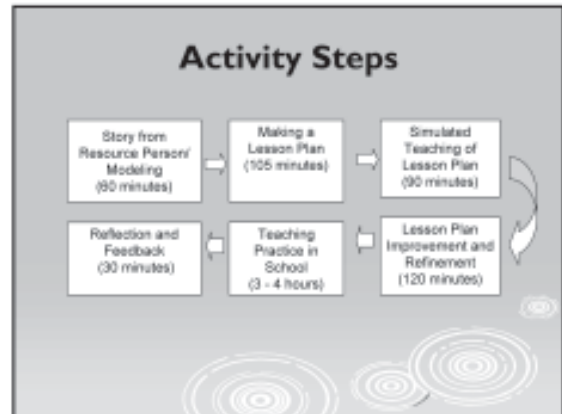 Activity Steps
Story from
Resource Person/
Modeling
(60 minutes)
Making a
Lesson Plan
(105 minutes)
Simulated
Teaching of
Lesson Plan
(90 minutes)
Lesson Plan
Improvement and
Refinement
(120 minutes)
Teaching
Practice in
School
(3 - 4 hours)
Reflection and
Feedback
(30 minutes)